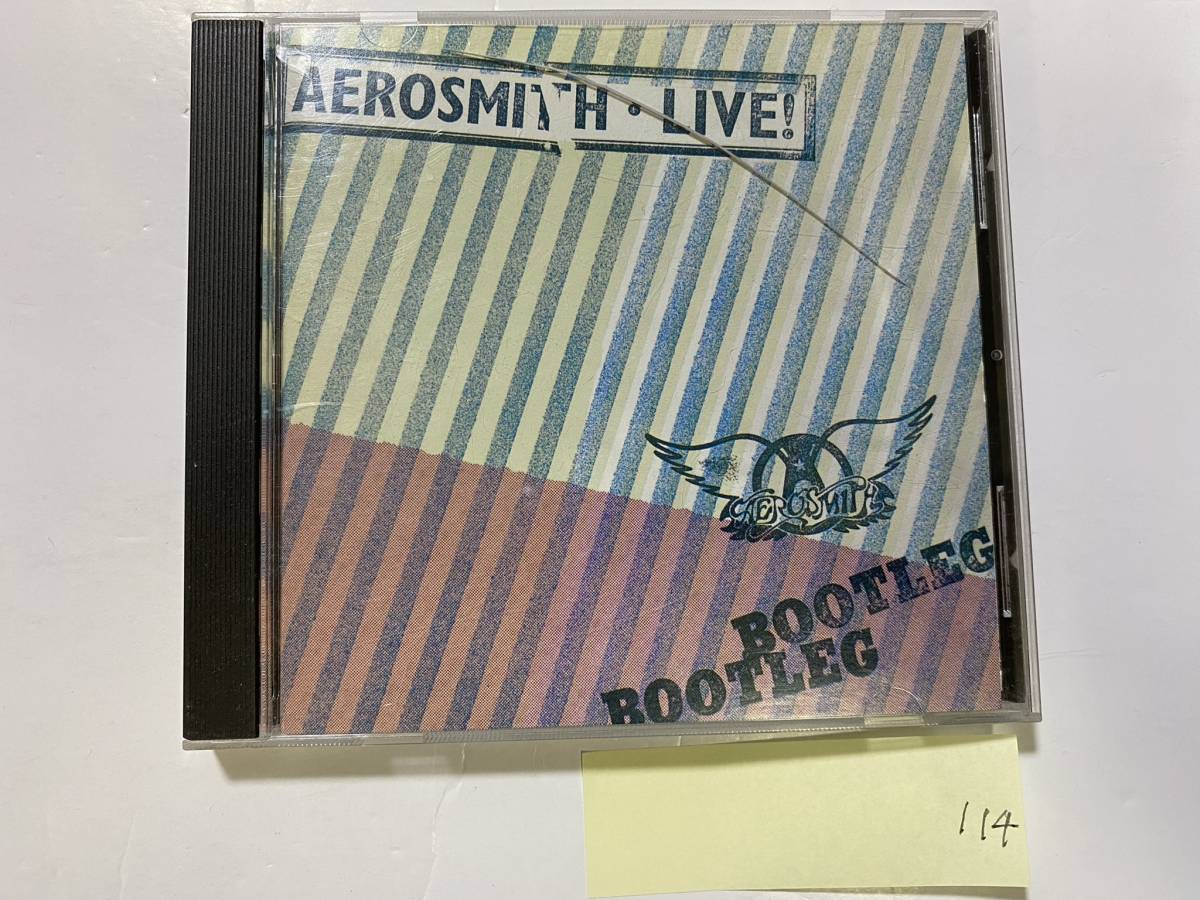 AEROSMITH • LIVE!
AEROSMITH
BOOTLEG
BOOTLEG
114